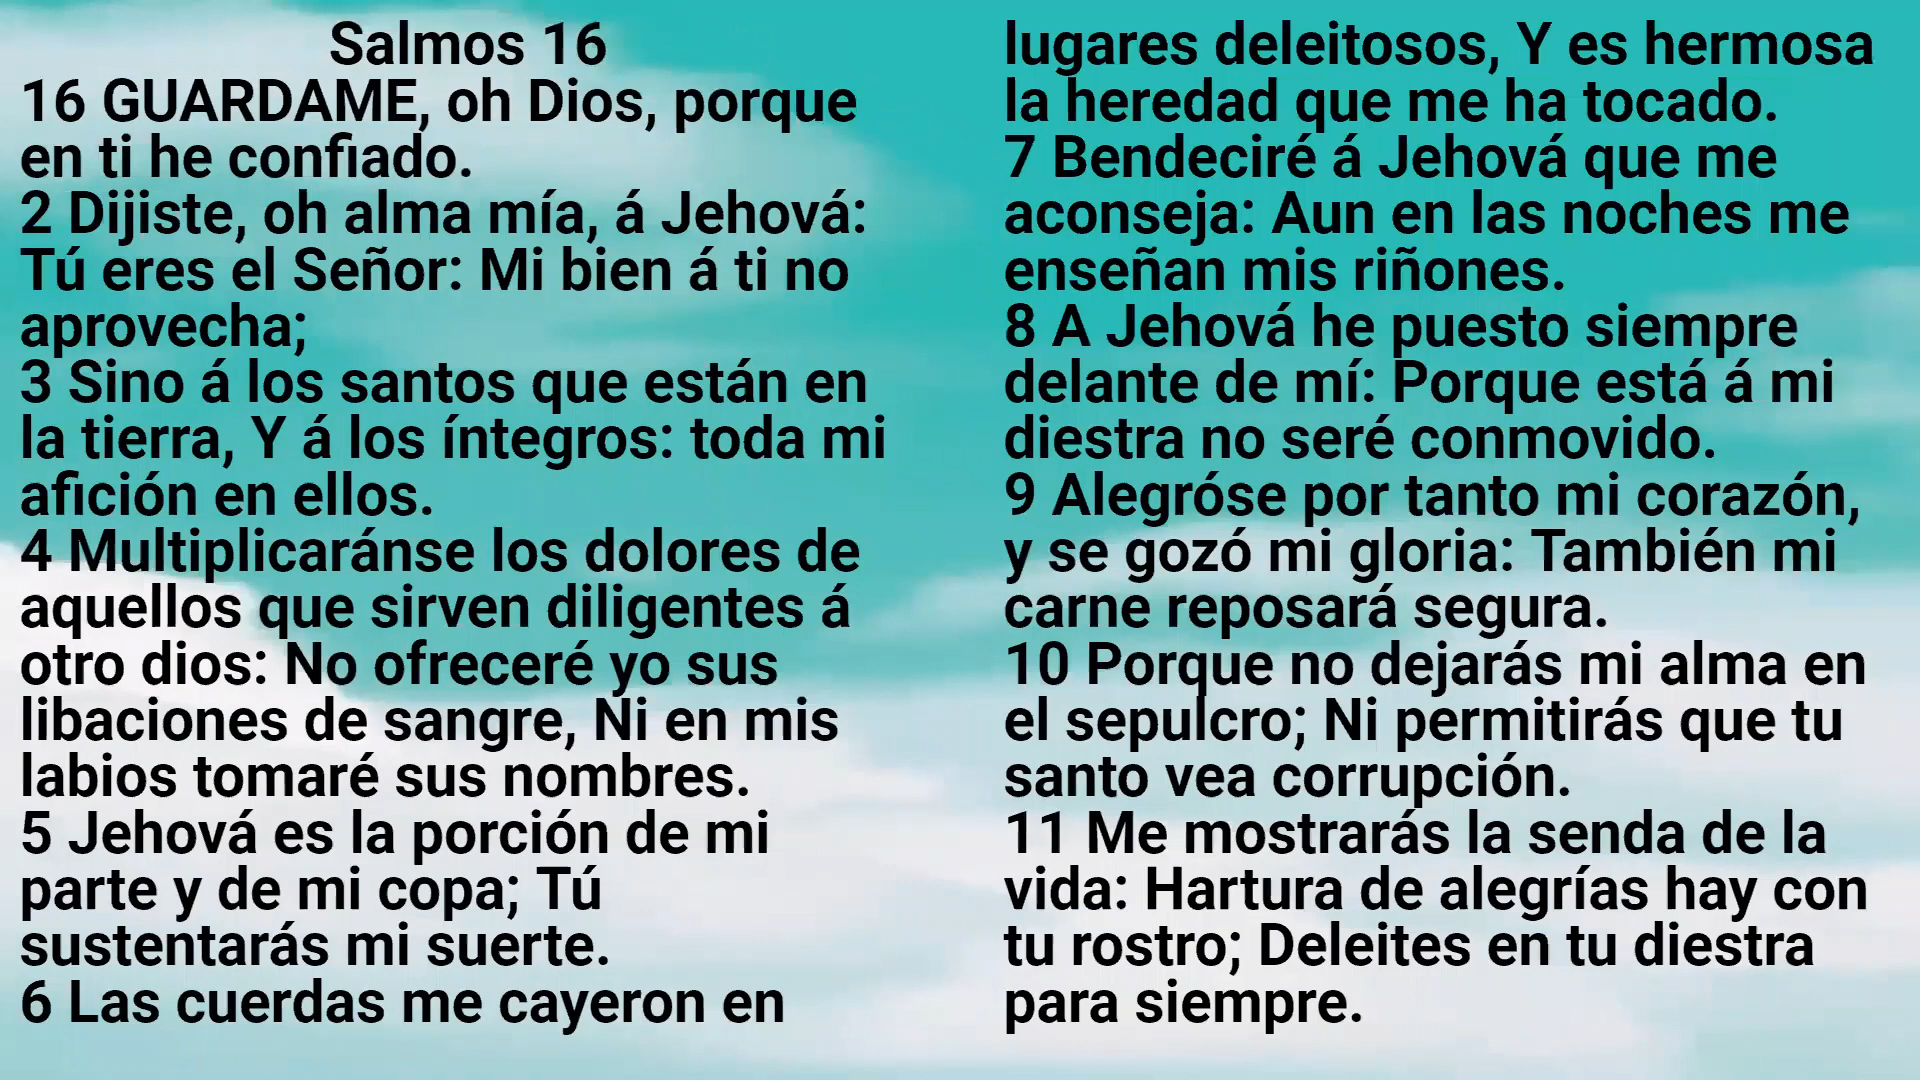 Salmos 16
16 GUARDAME, oh Dios, porque
en ti he confiado.
2 Dijiste, oh alma mía, á Jehová:
Tú eres el Señor: Mi bien á ti no
aprovecha;
3 Sino á los santos que están en
la tierra, Y á los íntegros: toda mi
afición en ellos.
4 Multiplicaránse los dolores de
aquellos que sirven diligentes á
otro dios: No ofreceré yo sus
libaciones de sangre, Ni en mis
labios tomaré sus nombres.
5 Jehová es la porción de mi
parte y de mi copa; Tú
sustentarás mi suerte.
6 Las cuerdas me cayeron en
lugares deleitosos, Y es hermosa
la heredad que me ha tocado.
7 Bendeciré á Jehová que me
aconseja: Aun en las noches me
enseñan mis riñones.
8 A Jehová he puesto siempre
delante de mí: Porque está á mi
diestra no seré conmovido.
9 Alegróse por tanto mi corazón,
y se gozó mi gloria: También mi
carne reposará segura.
10 Porque no dejarás mi alma en
el sepulcro; Ni permitirás que tu
santo vea corrupción.
11 Me mostrarás la senda de la
vida: Hartura de alegrías hay con
tu rostro; Deleites en tu diestra
para siempre.